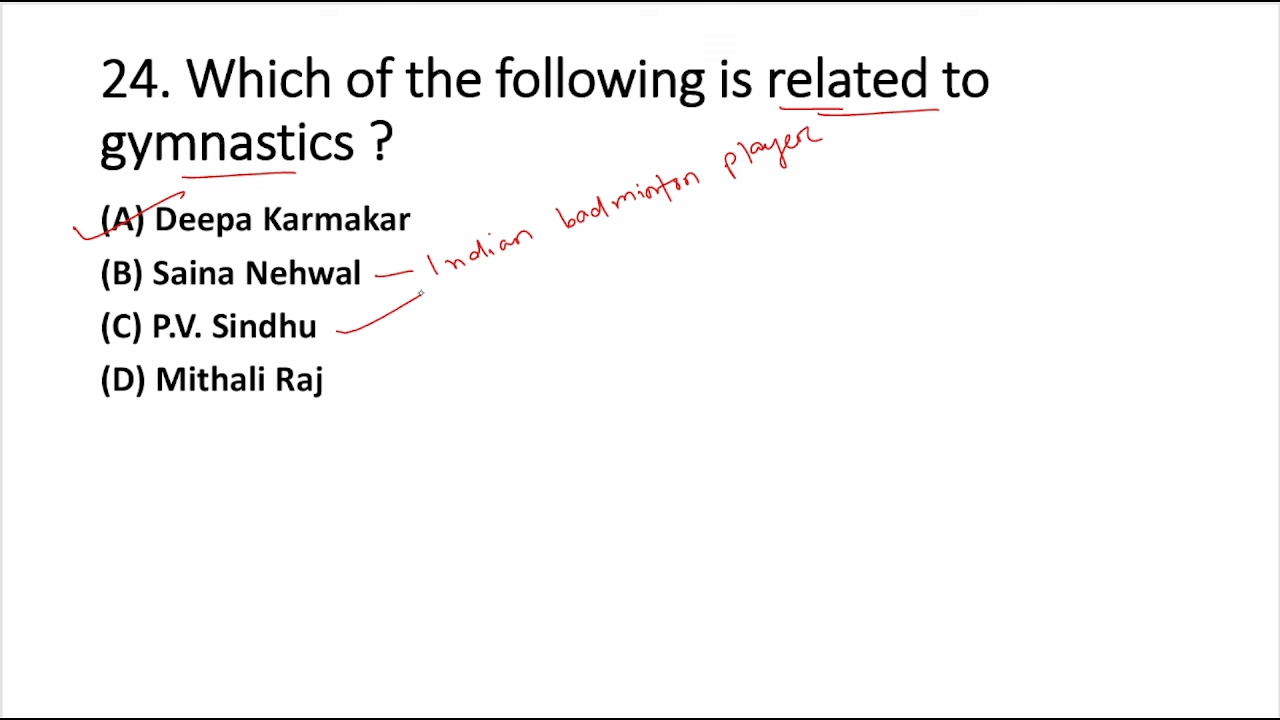 24. Which of the following is related to
gymnastics ?
(A) Deepa Karmakar
(B) Saina Nehwal — Indian badminton player
(C) P.V. Sindhu
(D) Mithali Raj